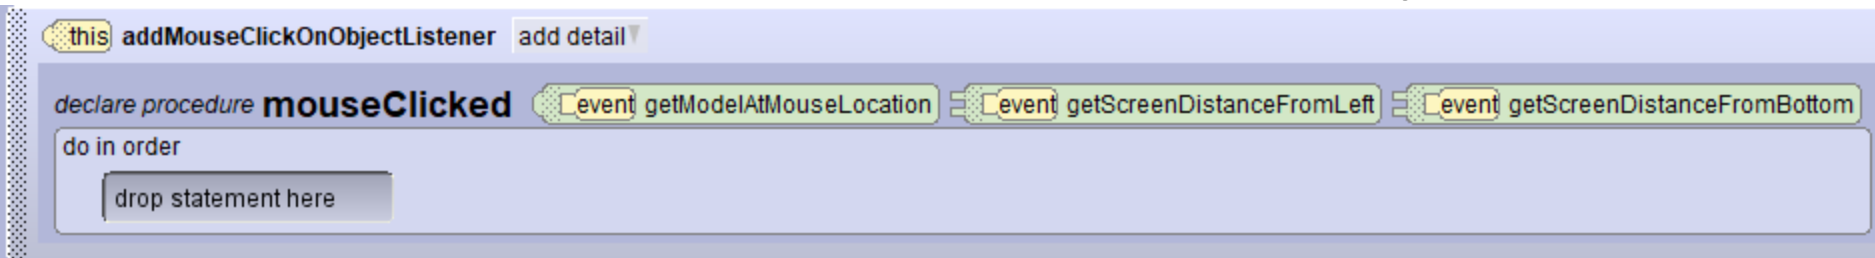 this addMouseClickOnObjectListener add detail
declare procedure mouseClicked event getModelAtMouseLocation event getScreenDistanceFromLeft event getScreenDistanceFromBottom
do in order
drop statement here